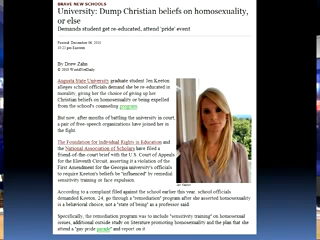 BRAVE NEW SCHOOLS
University: Dump Christian beliefs on homosexuality, or else
Demands student get re-educated, attend 'pride' event
Posted: December 06, 2010
10:21 pm Eastern
By Drew Zahn
© 2010 WorldNetDaily
Augusta State University graduate student Jen Keeton
alleges school officials demand she be re-educated in
morality, giving her the choice of giving up her
Christian beliefs on homosexuality or being expelled
from the school's counseling
But now, after months of battling the university in court,
a pair of free-speech organizations have joined her in
the fight.
The Foundation for Individual Rights in Education and
the National Association of Scholars have filed a
friend-of-the-court brief with the U.S. Court of Appeals
for the Eleventh Circuit, asserting it a violation of the
First Amendment for the Georgia university's officials
to require Keeton's beliefs be "influenced" by remedial
sensitivity training or face expulsion.
According to a complaint filed against the school earlier this year, school officials
demanded Keeton, 24, go through a "remediation" program after she asserted homosexuality
is a behavioral choice, not a "state of being" as a professor said.
Specifically, the remediation program was to include "sensitivity training" on homosexual
issues, additional outside study on literature promoting homosexuality and the plan that she
attend a "gay pride parade" and report on it